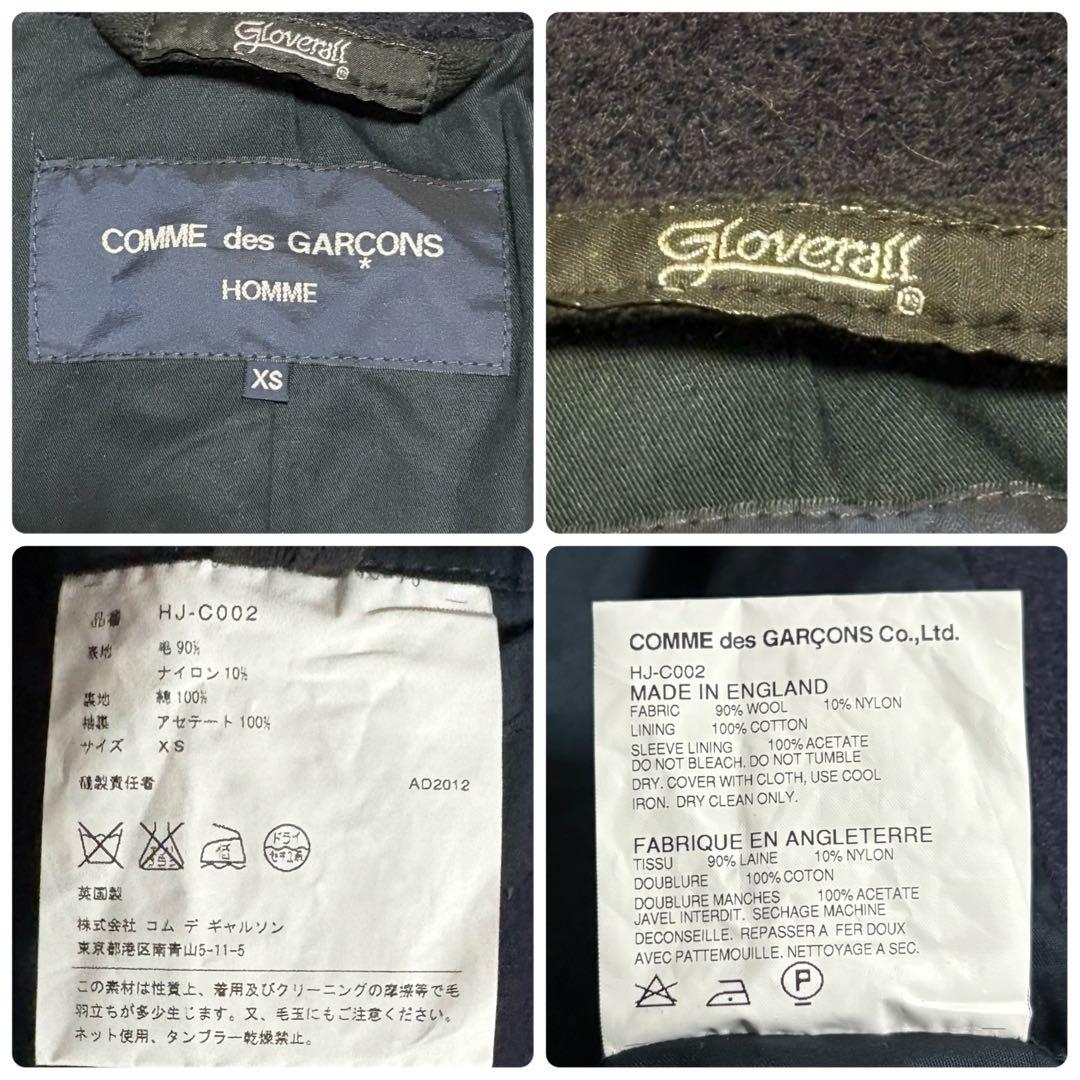 Gloverall
®
COMME des GARÇONS
*
HOMME
XS
Gloverall
®
品種 HJ-C002
表地 毛 90%
ナイロン 10%
裏地 綿 100%
袖裏 アセテート 100%
サイズ XS
縫製責任者 AD2012
低
ドライ
セキユ系
英国製
株式会社 コム デ ギャルソン
東京都港区南青山5-11-5
この素材は性質上、着用及びクリーニングの摩擦等で毛
羽立ちが多少生じます。又、毛玉にもご注意ください。
ネット使用、タンブラー乾燥禁止。
COMME des GARÇONS Co.,Ltd.
HJ-C002
MADE IN ENGLAND
FABRIC 90% WOOL 10% NYLON
LINING 100% COTTON
SLEEVE LINING 100% ACETATE
DO NOT BLEACH. DO NOT TUMBLE
DRY. COVER WITH CLOTH, USE COOL
IRON. DRY CLEAN ONLY.
FABRIQUE EN ANGLETERRE
TISSU 90% LAINE 10% NYLON
DOUBLURE 100% COTON
DOUBLURE MANCHES 100% ACETATE
JAVEL INTERDIT. SECHAGE MACHINE
DECONSEILLE. REPASSER A FER DOUX
AVEC PATTEMOUILLE. NETTOYAGE A SEC.
P